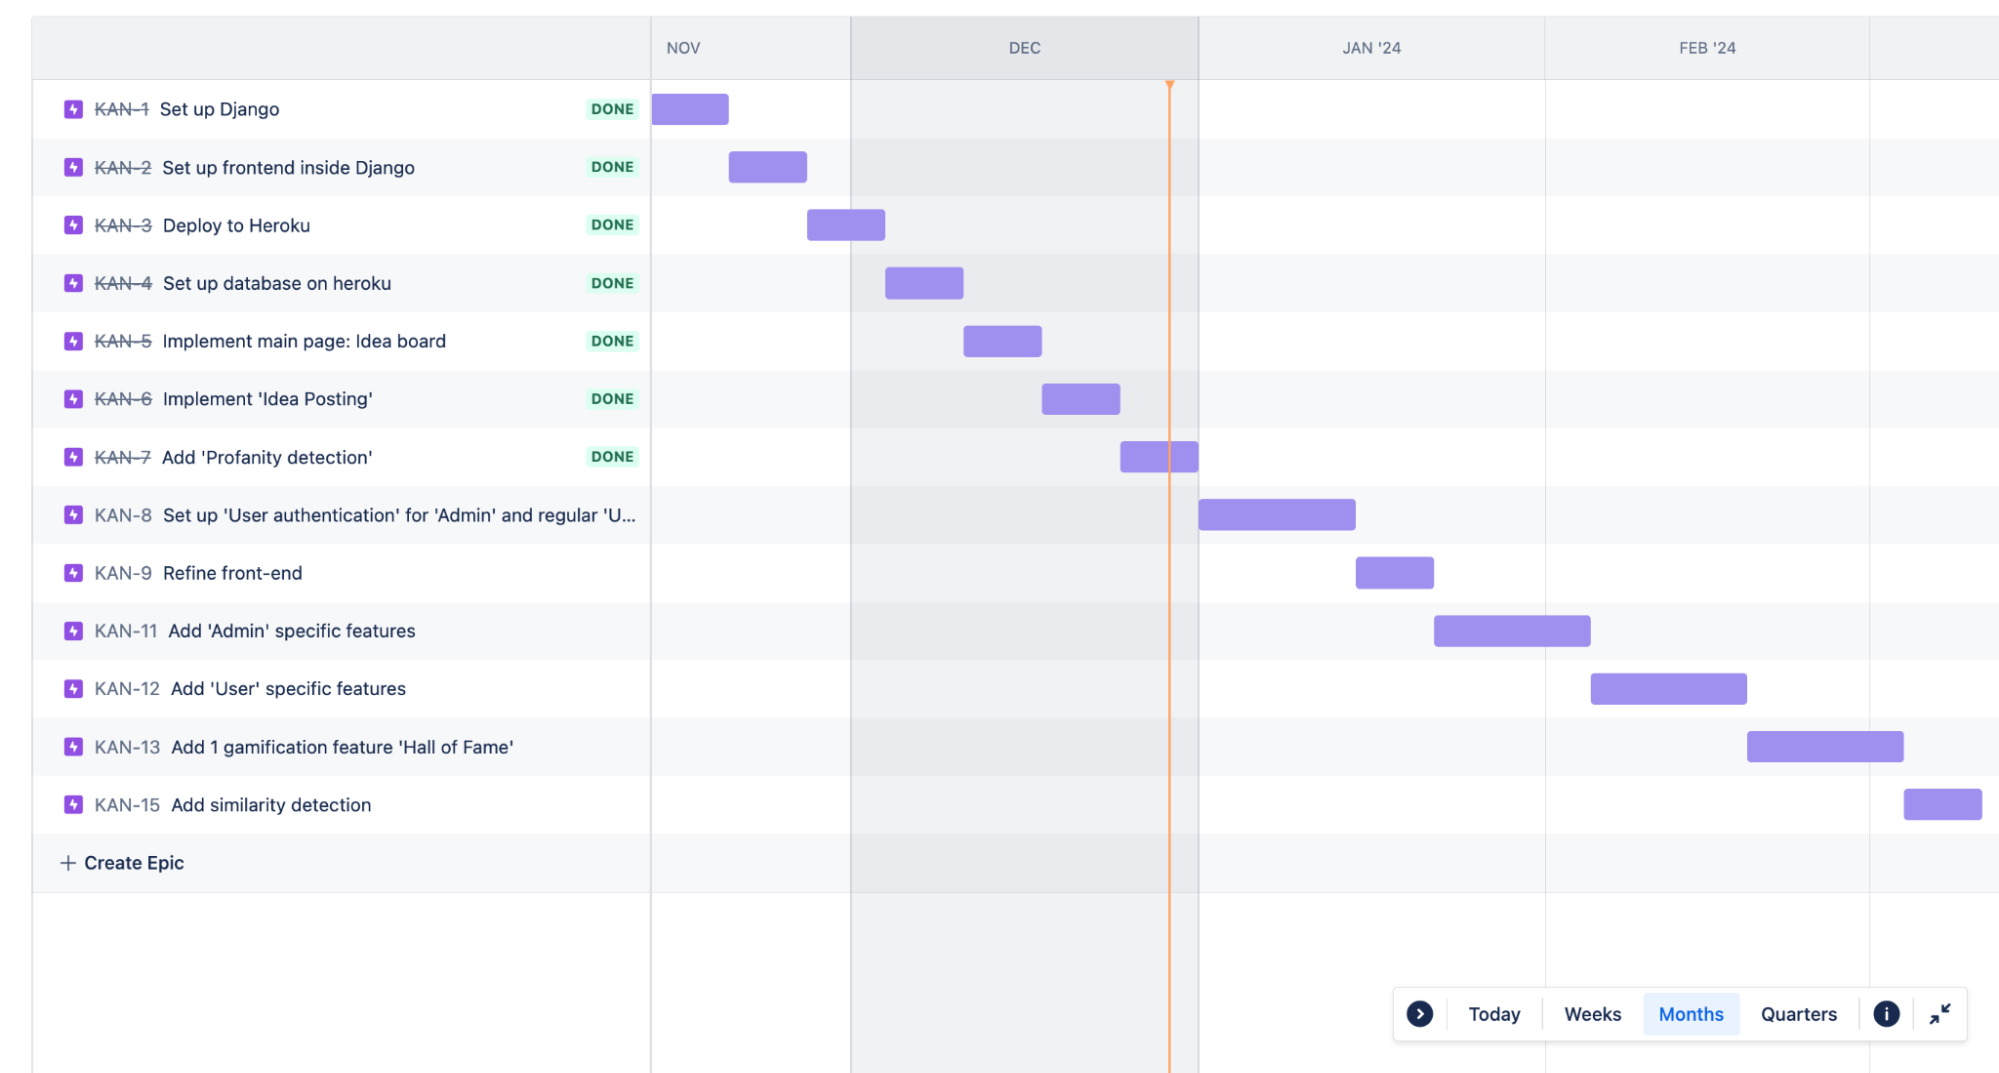 NOV DEC JAN '24 FEB '24
KAN-1 Set up Django DONE
KAN-2 Set up frontend inside Django DONE
KAN-3 Deploy to Heroku DONE
KAN-4 Set up database on heroku DONE
KAN-5 Implement main page: Idea board DONE
KAN-6 Implement 'Idea Posting' DONE
KAN-7 Add 'Profanity detection' DONE
KAN-8 Set up 'User authentication' for 'Admin' and regular 'U...
KAN-9 Refine front-end
KAN-11 Add 'Admin' specific features
KAN-12 Add 'User' specific features
KAN-13 Add 1 gamification feature 'Hall of Fame'
KAN-15 Add similarity detection
+ Create Epic
Today Weeks Months Quarters